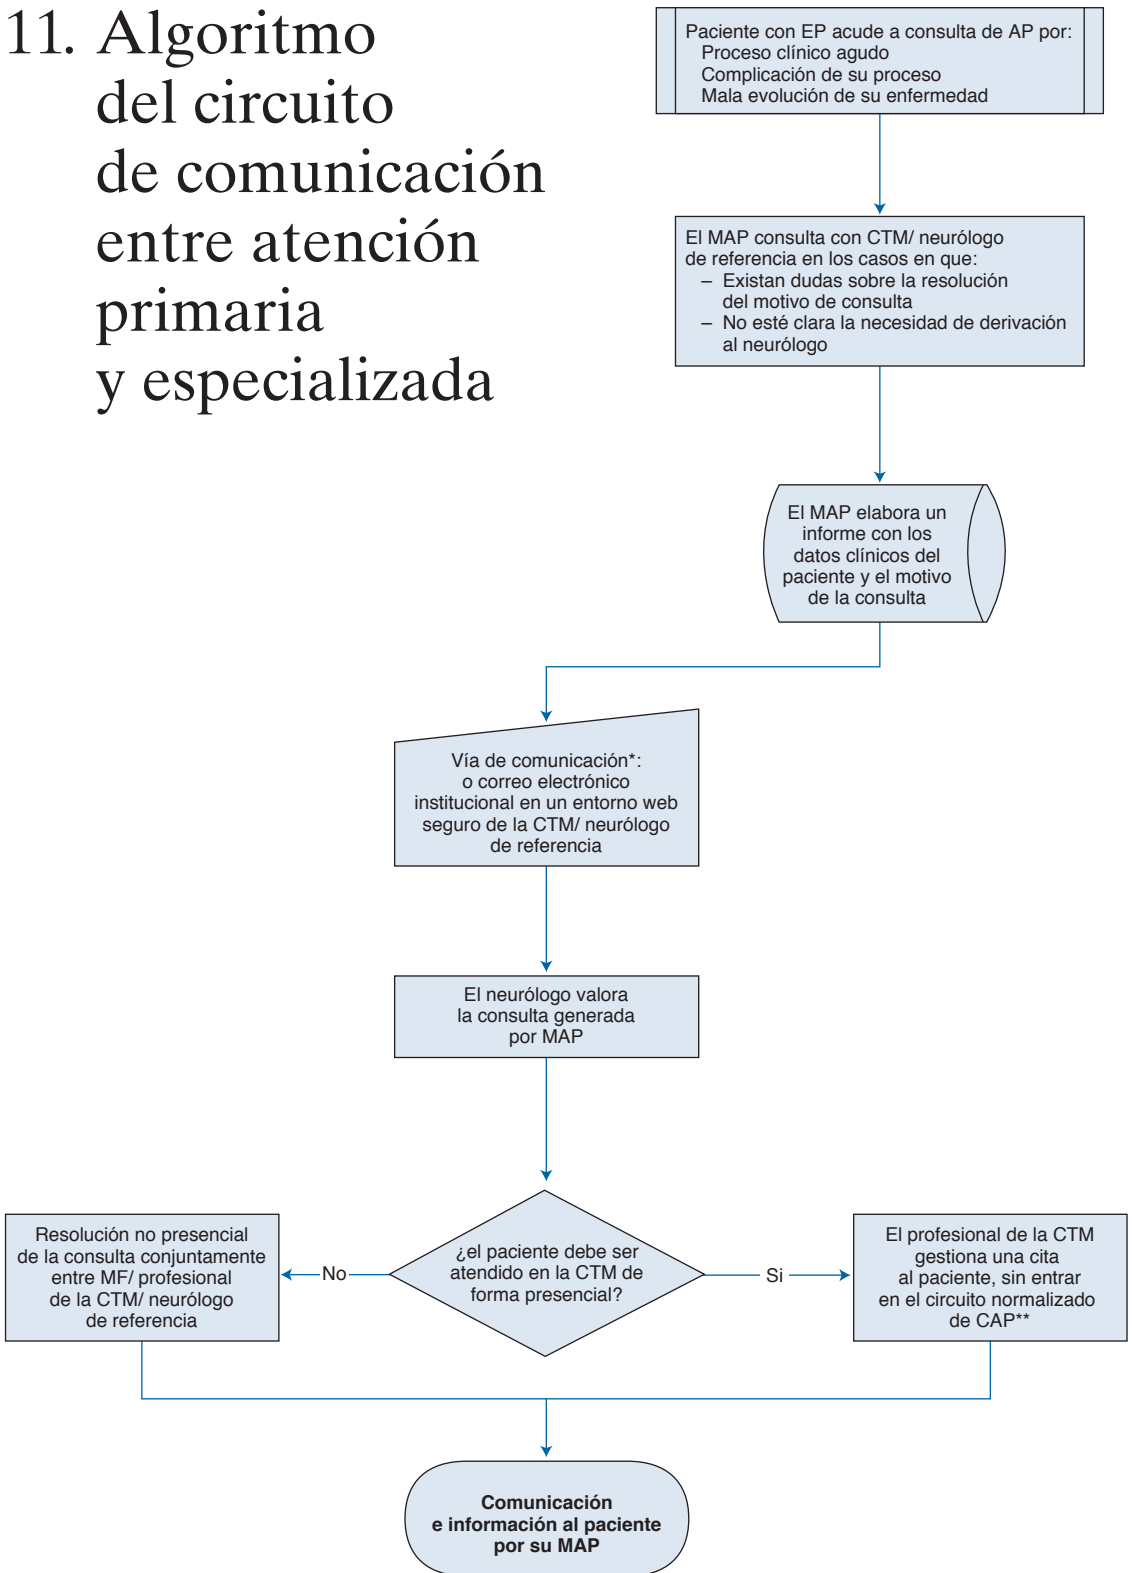 11. Algoritmo
del circuito
de comunicación
entre atención
primaria
y especializada
Paciente con EP acude a consulta de AP por:
Proceso clínico agudo
Complicación de su proceso
Mala evolución de su enfermedad
El MAP consulta con CTM/ neurólogo
de referencia en los casos en que:
– Existan dudas sobre la resolución
del motivo de consulta
– No esté clara la necesidad de derivación
al neurólogo
El MAP elabora un
informe con los
datos clínicos del
paciente y el motivo
de la consulta
Vía de comunicación*:
o correo electrónico
institucional en un entorno web
seguro de la CTM/ neurólogo
de referencia
El neurólogo valora
la consulta generada
por MAP
¿el paciente debe ser
atendido en la CTM de
forma presencial?
No
Si
Resolución no presencial
de la consulta conjuntamente
entre MF/ profesional
de la CTM/ neurólogo
de referencia
El profesional de la CTM
gestiona una cita
al paciente, sin entrar
en el circuito normalizado
de CAP**
Comunicación
e información al paciente
por su MAP